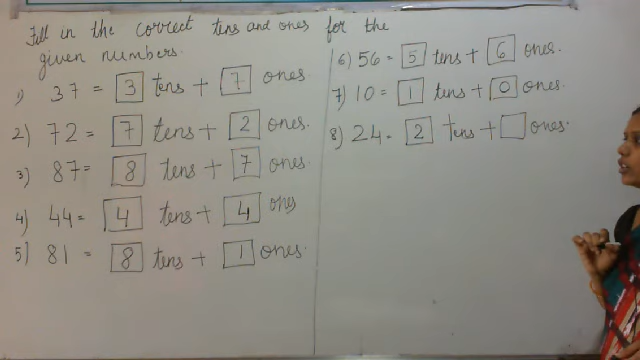 Fill in the correct tens and ones for the
given numbers.
1) 37 = 3 tens + 7 ones
2) 72 = 7 tens + 2 ones.
3) 87 = 8 tens + 7 ones.
4) 44 = 4 tens + 4 ones
5) 81 = 8 tens + 1 ones.
6) 56 = 5 tens + 6 ones.
7) 10 = 1 tens + 0 ones.
8) 24 = 2 tens + ones.